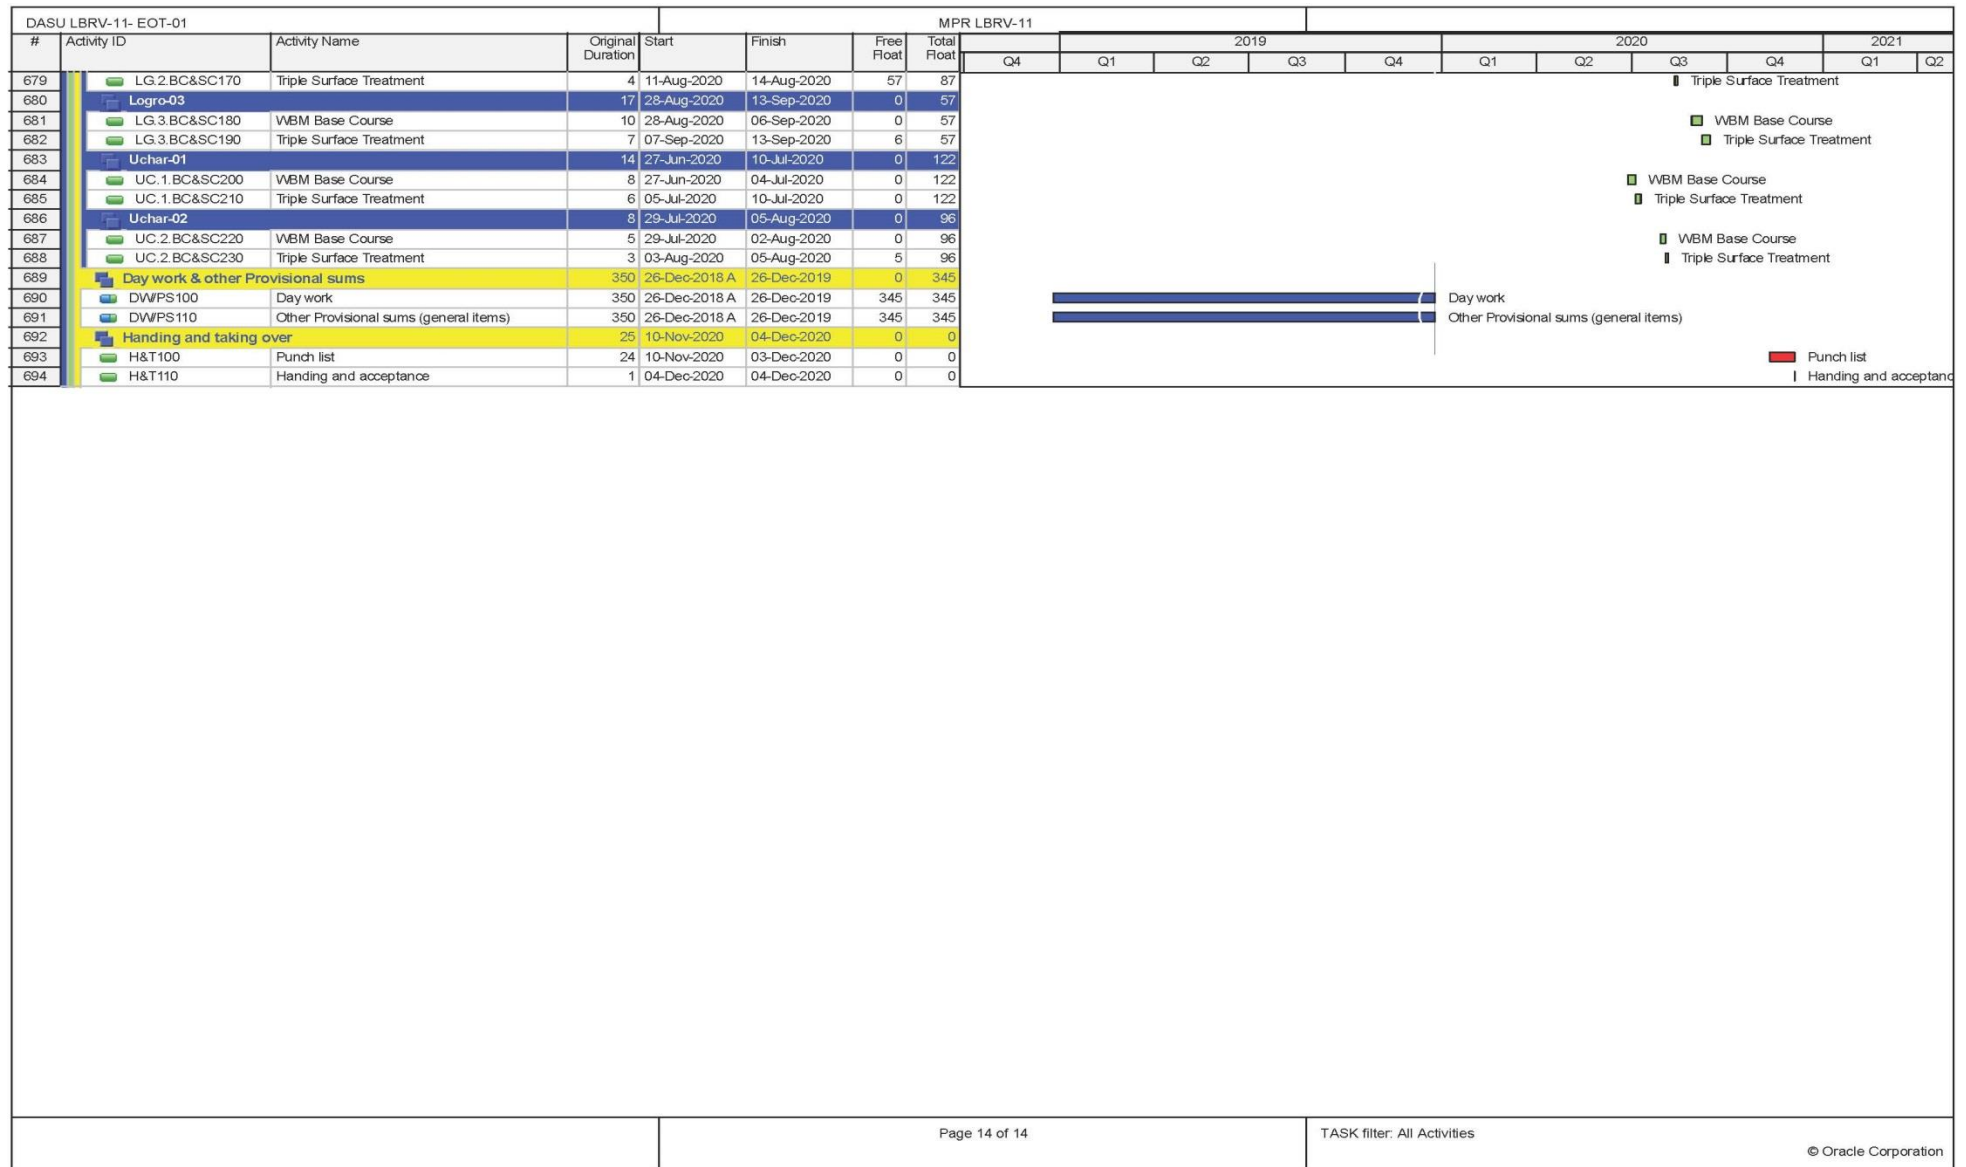 DASU LBRV-11- EOT-01 MPR LBRV-11
# Activity ID Activity Name Original Duration Start Finish Free Float Total Float 2019 2020 2021
Q4 Q1 Q2 Q3 Q4 Q1 Q2 Q3 Q4 Q1 Q2
679 LG.2.BC&SC170 Triple Surface Treatment 4 11-Aug-2020 14-Aug-2020 57 87 Triple Surface Treatment
680 Logro-03 17 28-Aug-2020 13-Sep-2020 0 57
681 LG.3.BC&SC180 WBM Base Course 10 28-Aug-2020 06-Sep-2020 0 57 WBM Base Course
682 LG.3.BC&SC190 Triple Surface Treatment 7 07-Sep-2020 13-Sep-2020 6 57 Triple Surface Treatment
683 Uchar-01 14 27-Jun-2020 10-Jul-2020 0 122
684 UC.1.BC&SC200 WBM Base Course 8 27-Jun-2020 04-Jul-2020 0 122 WBM Base Course
685 UC.1.BC&SC210 Triple Surface Treatment 6 05-Jul-2020 10-Jul-2020 0 122 Triple Surface Treatment
686 Uchar-02 8 29-Jul-2020 05-Aug-2020 0 96
687 UC.2.BC&SC220 WBM Base Course 5 29-Jul-2020 02-Aug-2020 0 96 WBM Base Course
688 UC.2.BC&SC230 Triple Surface Treatment 3 03-Aug-2020 05-Aug-2020 5 96 Triple Surface Treatment
689 Day work & other Provisional sums 350 26-Dec-2018 A 26-Dec-2019 0 345
690 DW/PS100 Day work 350 26-Dec-2018 A 26-Dec-2019 345 345 Day work
691 DW/PS110 Other Provisional sums (general items) 350 26-Dec-2018 A 26-Dec-2019 345 345 Other Provisional sums (general items)
692 Handing and taking over 25 10-Nov-2020 04-Dec-2020 0 0
693 H&T100 Punch list 24 10-Nov-2020 03-Dec-2020 0 0 Punch list
694 H&T110 Handing and acceptance 1 04-Dec-2020 04-Dec-2020 0 0 Handing and acceptanc
Page 14 of 14 TASK filter: All Activities
© Oracle Corporation